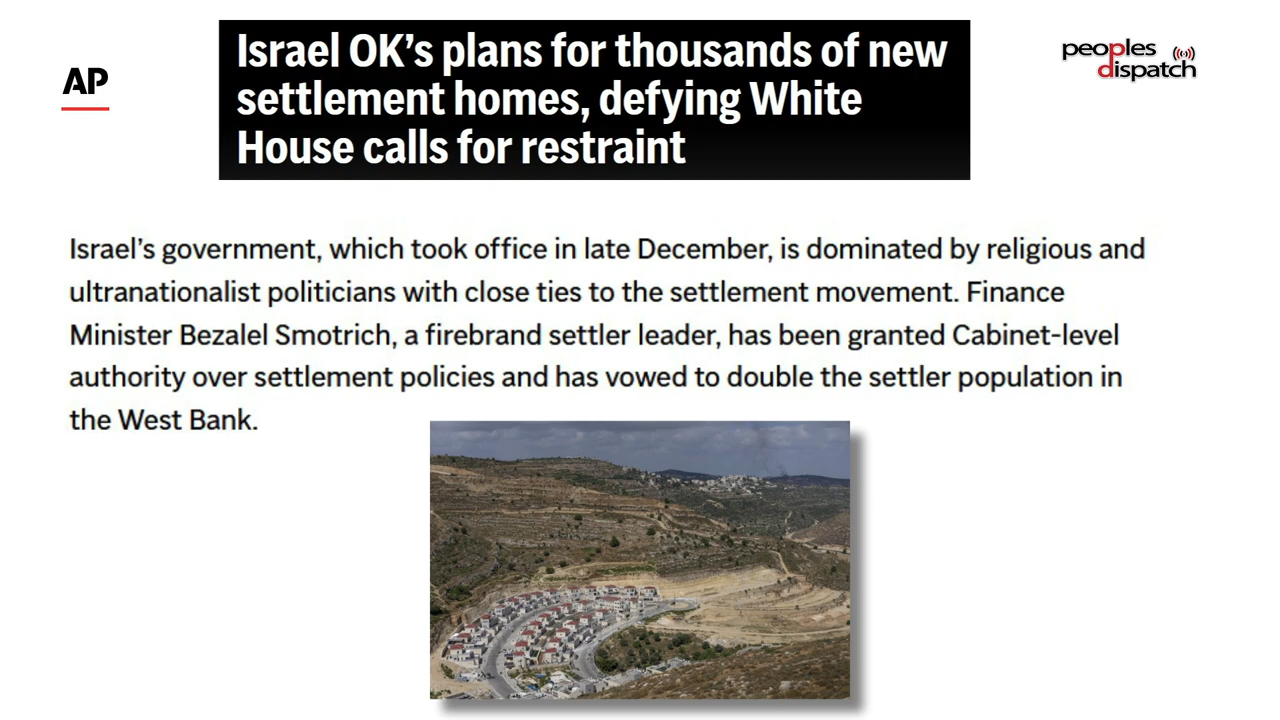 AP
Israel OK’s plans for thousands of new
settlement homes, defying White
House calls for restraint
peoples
dispatch
Israel’s government, which took office in late December, is dominated by religious and
ultranationalist politicians with close ties to the settlement movement. Finance
Minister Bezalel Smotrich, a firebrand settler leader, has been granted Cabinet-level
authority over settlement policies and has vowed to double the settler population in
the West Bank.